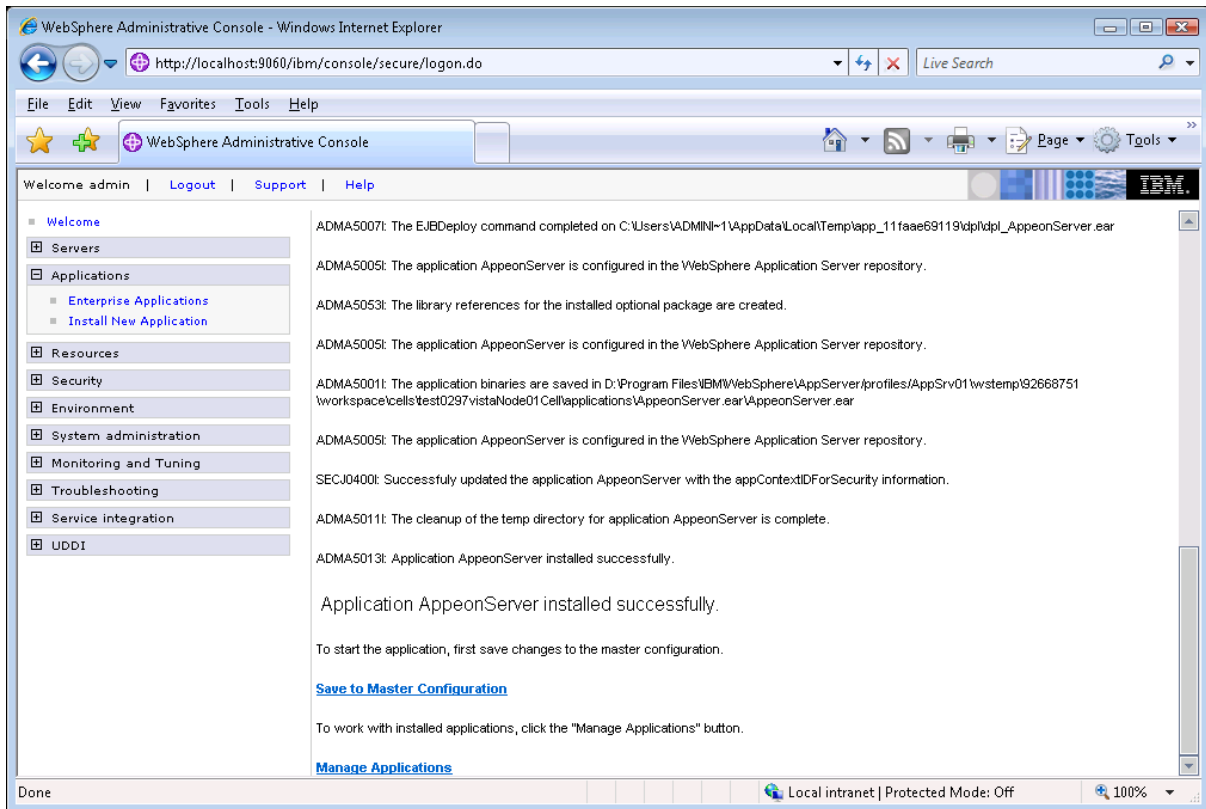 WebSphere Administrative Console - Windows Internet Explorer
http://localhost:9060/ibm/console/secure/logon.do
Live Search
File Edit View Favorites Tools Help
WebSphere Administrative Console
Page Tools
Welcome admin | Logout | Support | Help
IBM.
Welcome
Servers
Applications
Enterprise Applications
Install New Application
Resources
Security
Environment
System administration
Monitoring and Tuning
Troubleshooting
Service integration
UDDI
ADMA5007I: The EJBDeploy command completed on C:\Users\ADMINI~1\AppData\Local\Temp\app_11faae69119\dpl\dpl_AppeonServer.ear
ADMA5005I: The application AppeonServer is configured in the WebSphere Application Server repository.
ADMA5053I: The library references for the installed optional package are created.
ADMA5005I: The application AppeonServer is configured in the WebSphere Application Server repository.
ADMA5001I: The application binaries are saved in D:\Program Files\IBM\WebSphere\AppServer/profiles/AppSrv01\wstemp\92668751
\workspace\cells\test0297vistaNode01Cell\applications\AppeonServer.ear\AppeonServer.ear
ADMA5005I: The application AppeonServer is configured in the WebSphere Application Server repository.
SECJ0400I: Successfuly updated the application AppeonServer with the appContextIDForSecurity information.
ADMA5011I: The cleanup of the temp directory for application AppeonServer is complete.
ADMA5013I: Application AppeonServer installed successfully.
Application AppeonServer installed successfully.
To start the application, first save changes to the master configuration.
Save to Master Configuration
To work with installed applications, click the "Manage Applications" button.
Manage Applications
Done
Local intranet | Protected Mode: Off
100%